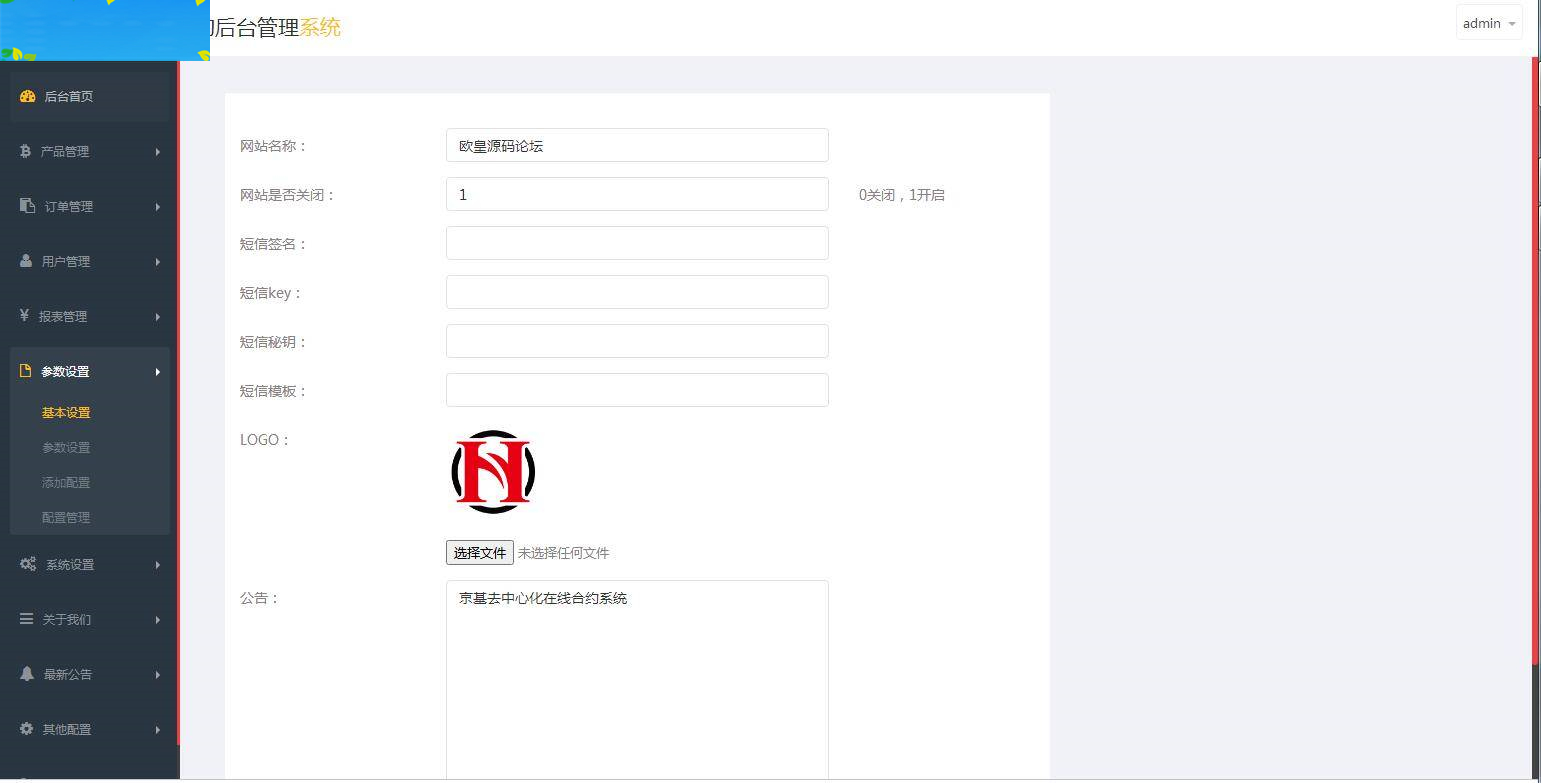 后台管理系统
admin
后台首页
产品管理
订单管理
用户管理
报表管理
参数设置
基本设置
参数设置
添加配置
配置管理
系统设置
关于我们
最新公告
其他配置
网站名称：
欧皇源码论坛
网站是否关闭：
1
0关闭，1开启
短信签名：
短信key：
短信秘钥：
短信模板：
LOGO：
选择文件 未选择任何文件
公告：
京基去中心化在线合约系统